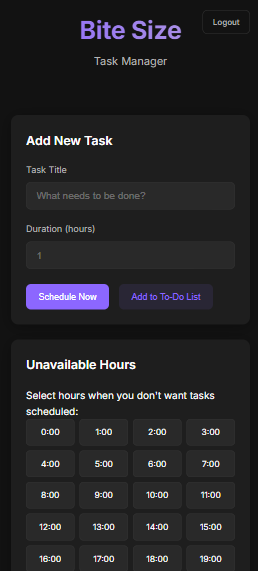 Bite Size
Logout
Task Manager
Add New Task
Task Title
What needs to be done?
Duration (hours)
1
Schedule Now
Add to To-Do List
Unavailable Hours
Select hours when you don't want tasks
scheduled:
0:00 1:00 2:00 3:00
4:00 5:00 6:00 7:00
8:00 9:00 10:00 11:00
12:00 13:00 14:00 15:00
16:00 17:00 18:00 19:00